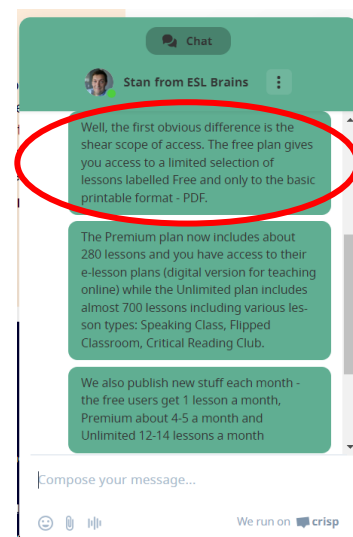 Chat
Stan from ESL Brains
Well, the first obvious difference is the
shear scope of access. The free plan gives
you access to a limited selection of
lessons labelled Free and only to the basic
printable format - PDF.
The Premium plan now includes about
280 lessons and you have access to their
e-lesson plans (digital version for teaching
online) while the Unlimited plan includes
almost 700 lessons including various les-
son types: Speaking Class, Flipped
Classroom, Critical Reading Club.
We also publish new stuff each month -
the free users get 1 lesson a month,
Premium about 4-5 a month and
Unlimited 12-14 lessons a month
Compose your message...
We run on crisp